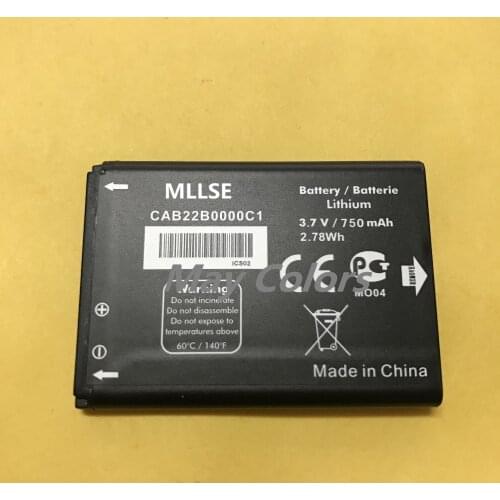 MLLSE
CAB22B0000C1
ICS02
Battery / Batterie
Lithium
3.7 V / 750 mAh
2.78Wh
May Colors
MO04
WARNING
Do not incinerate
Do not disassemble
Do not expose to
temperature above
60°C / 140°F
Made in China